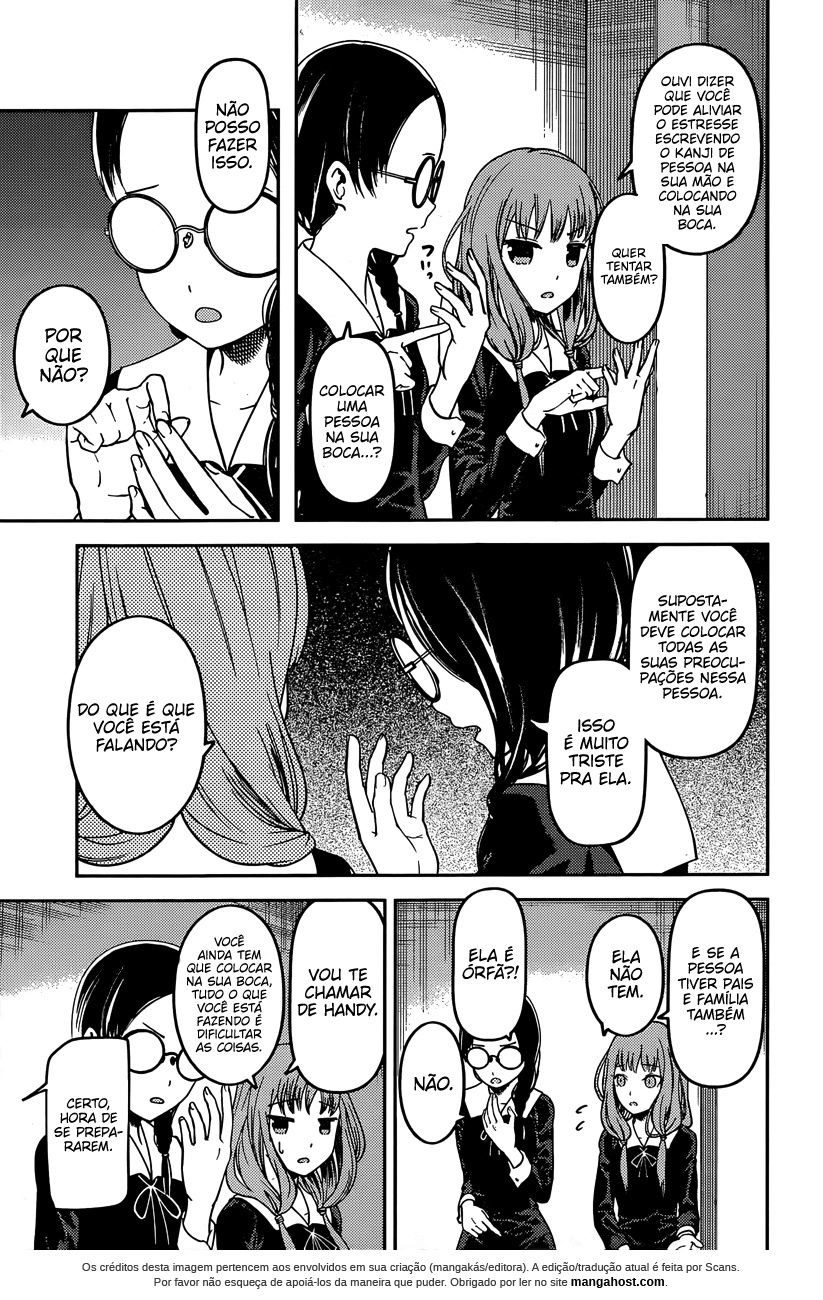 OUVI DIZER
QUE VOCÊ
PODE ALIVIAR
O ESTRESSE
ESCREVENDO
O KANJI DE
PESSOA NA
SUA MÃO E
COLOCANDO
NA SUA
BOCA.
QUER
TENTAR
TAMBÉM?
COLOCAR
UMA
PESSOA
NA SUA
BOCA...?
NÃO
POSSO
FAZER
ISSO.
POR
QUE
NÃO?
SUPOSTA-
MENTE VOCÊ
DEVE COLOCAR
TODAS AS
SUAS PREOCU-
PAÇÕES NESSA
PESSOA.
ISSO
É MUITO
TRISTE
PRA ELA.
DO QUE É QUE
VOCÊ ESTÁ
FALANDO?
E SE A
PESSOA
TIVER PAIS
E FAMÍLIA
TAMBÉM
...?
ELA
NÃO
TEM.
ELA É
ÓRFÃ?!
NÃO.
VOU TE
CHAMAR
DE HANDY.
VOCÊ
AINDA TEM
QUE COLOCAR
NA SUA BOCA,
TUDO O QUE
VOCÊ ESTÁ
FAZENDO É
DIFICULTAR
AS COISAS.
CERTO,
HORA DE
SE PREPA-
RAREM.
Os créditos desta imagem pertencem aos envolvidos em sua criação (mangakás/editora). A edição/tradução atual é feita por Scans.
Por favor não esqueça de apoiá-los da maneira que puder. Obrigado por ler no site mangahost.com.